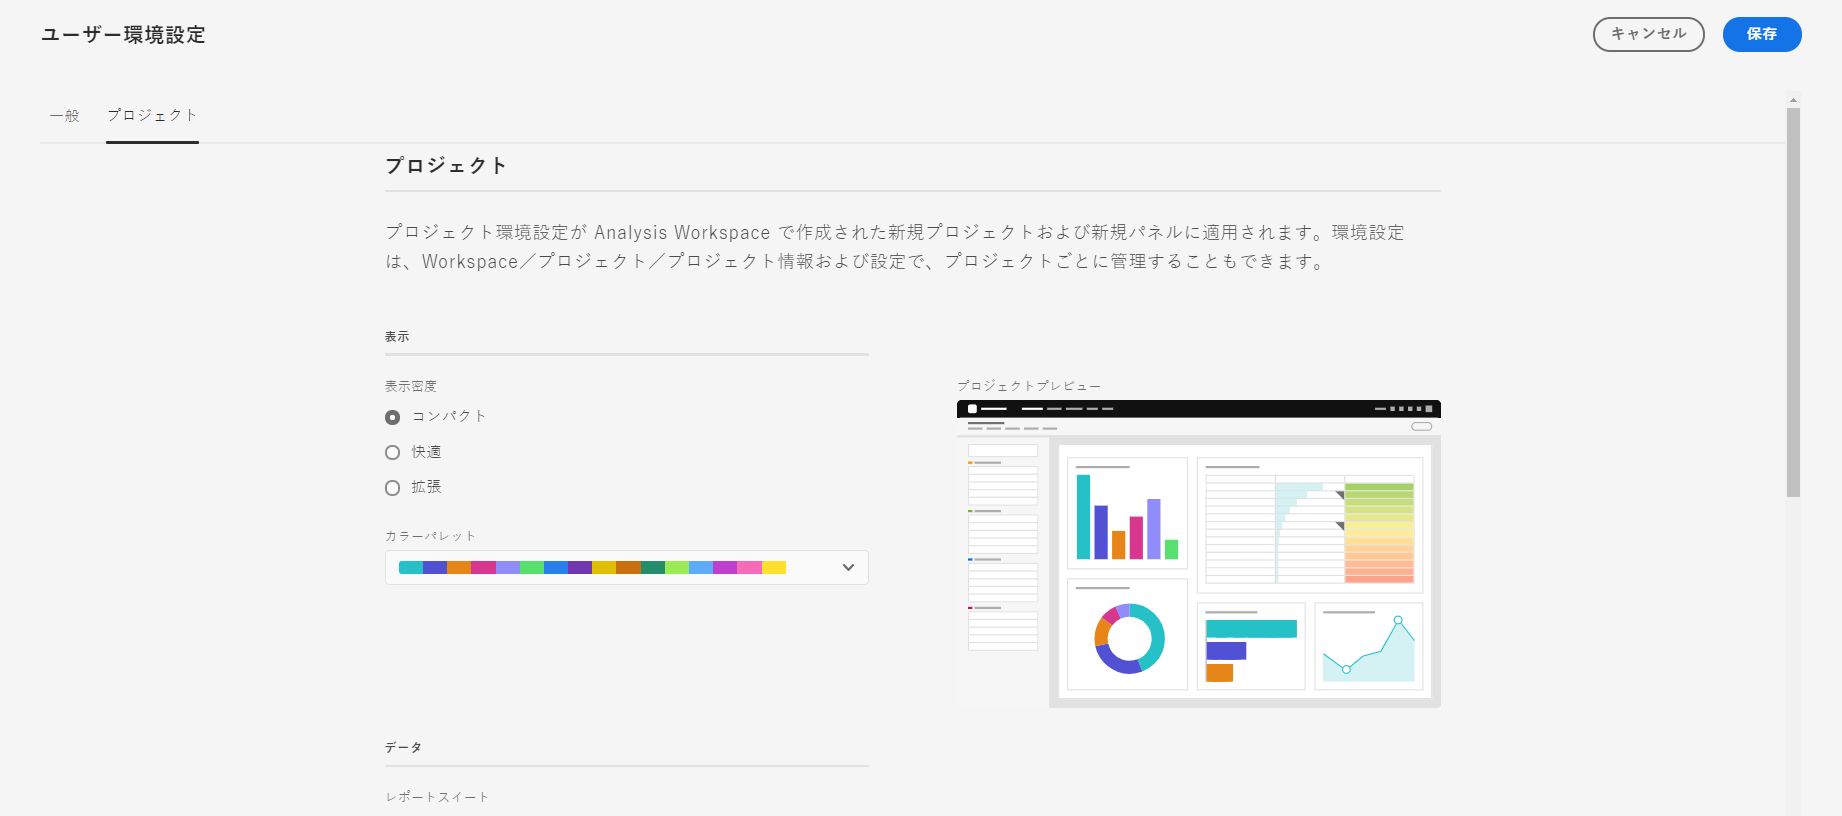 ユーザー環境設定
キャンセル
保存
一般
プロジェクト
プロジェクト
プロジェクト環境設定が Analysis Workspace で作成された新規プロジェクトおよび新規パネルに適用されます。環境設定
は、Workspace／プロジェクト／プロジェクト情報および設定で、プロジェクトごとに管理することもできます。
表示
表示密度
コンパクト
快適
拡張
カラーパレット
プロジェクトプレビュー
データ
レポートスイート